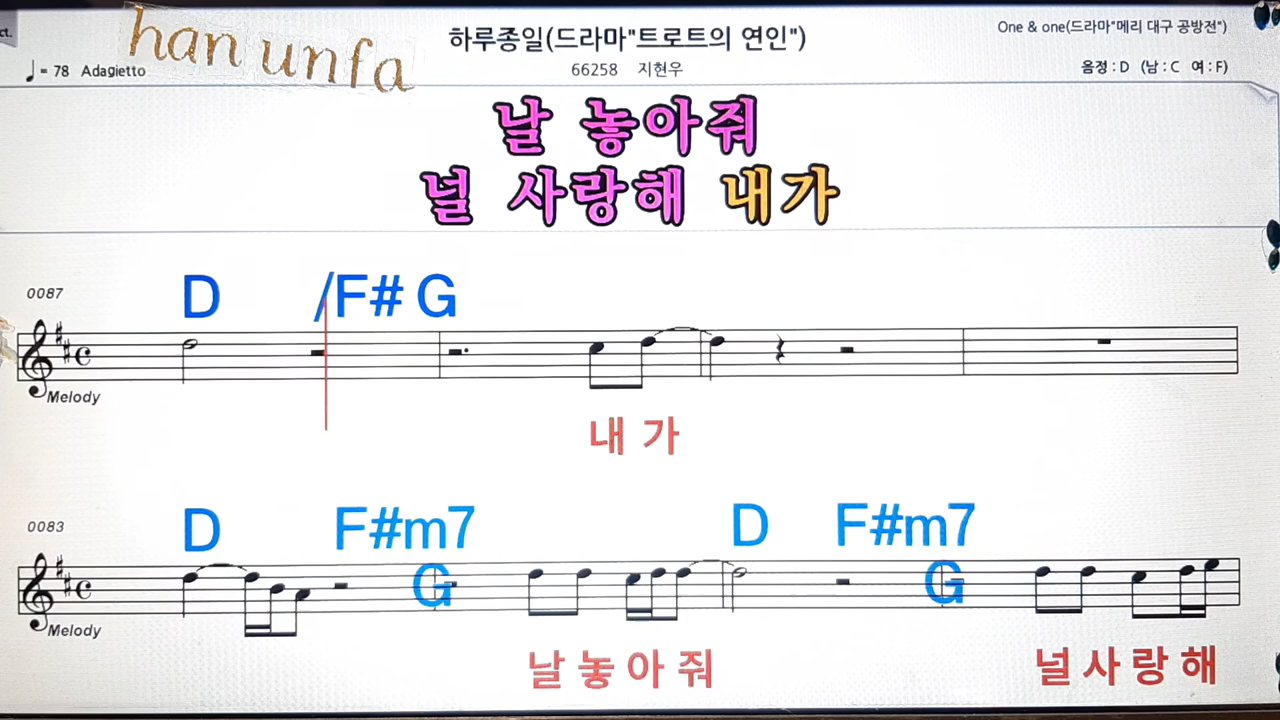 ct.
han unfa
하루종일(드라마"트로트의 연인")
One & one(드라마"메리 대구 공방전")
♩= 78 Adagietto
66258 지현우
음정 : D (남 : C 여 : F)
날 놓아줘
널 사랑해 내가
D /F# G
0087
Melody
내 가
D F#m7 G D F#m7 G
0083
Melody
날 놓 아 줘 널 사 랑 해